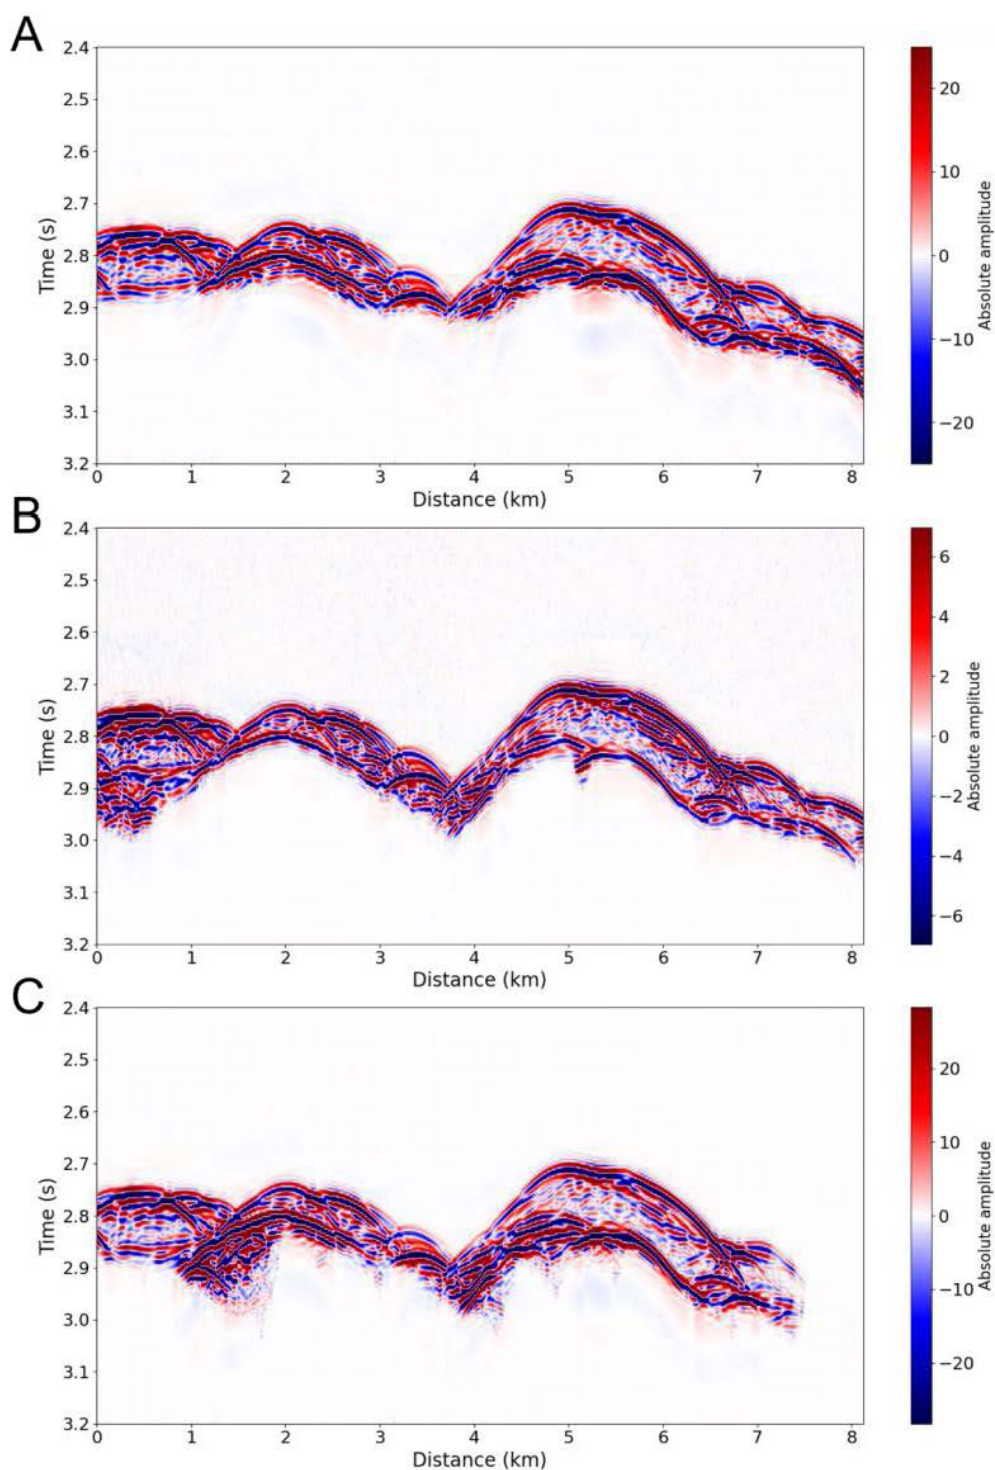 A
2.4
2.5
2.6
2.7
2.8
2.9
3.0
3.1
3.2
Time (s)
0 1 2 3 4 5 6 7 8
Distance (km)
20
10
0
−10
−20
Absolute amplitude
B
2.4
2.5
2.6
2.7
2.8
2.9
3.0
3.1
3.2
Time (s)
0 1 2 3 4 5 6 7 8
Distance (km)
6
4
2
0
−2
−4
−6
Absolute amplitude
C
2.4
2.5
2.6
2.7
2.8
2.9
3.0
3.1
3.2
Time (s)
0 1 2 3 4 5 6 7 8
Distance (km)
20
10
0
−10
−20
Absolute amplitude